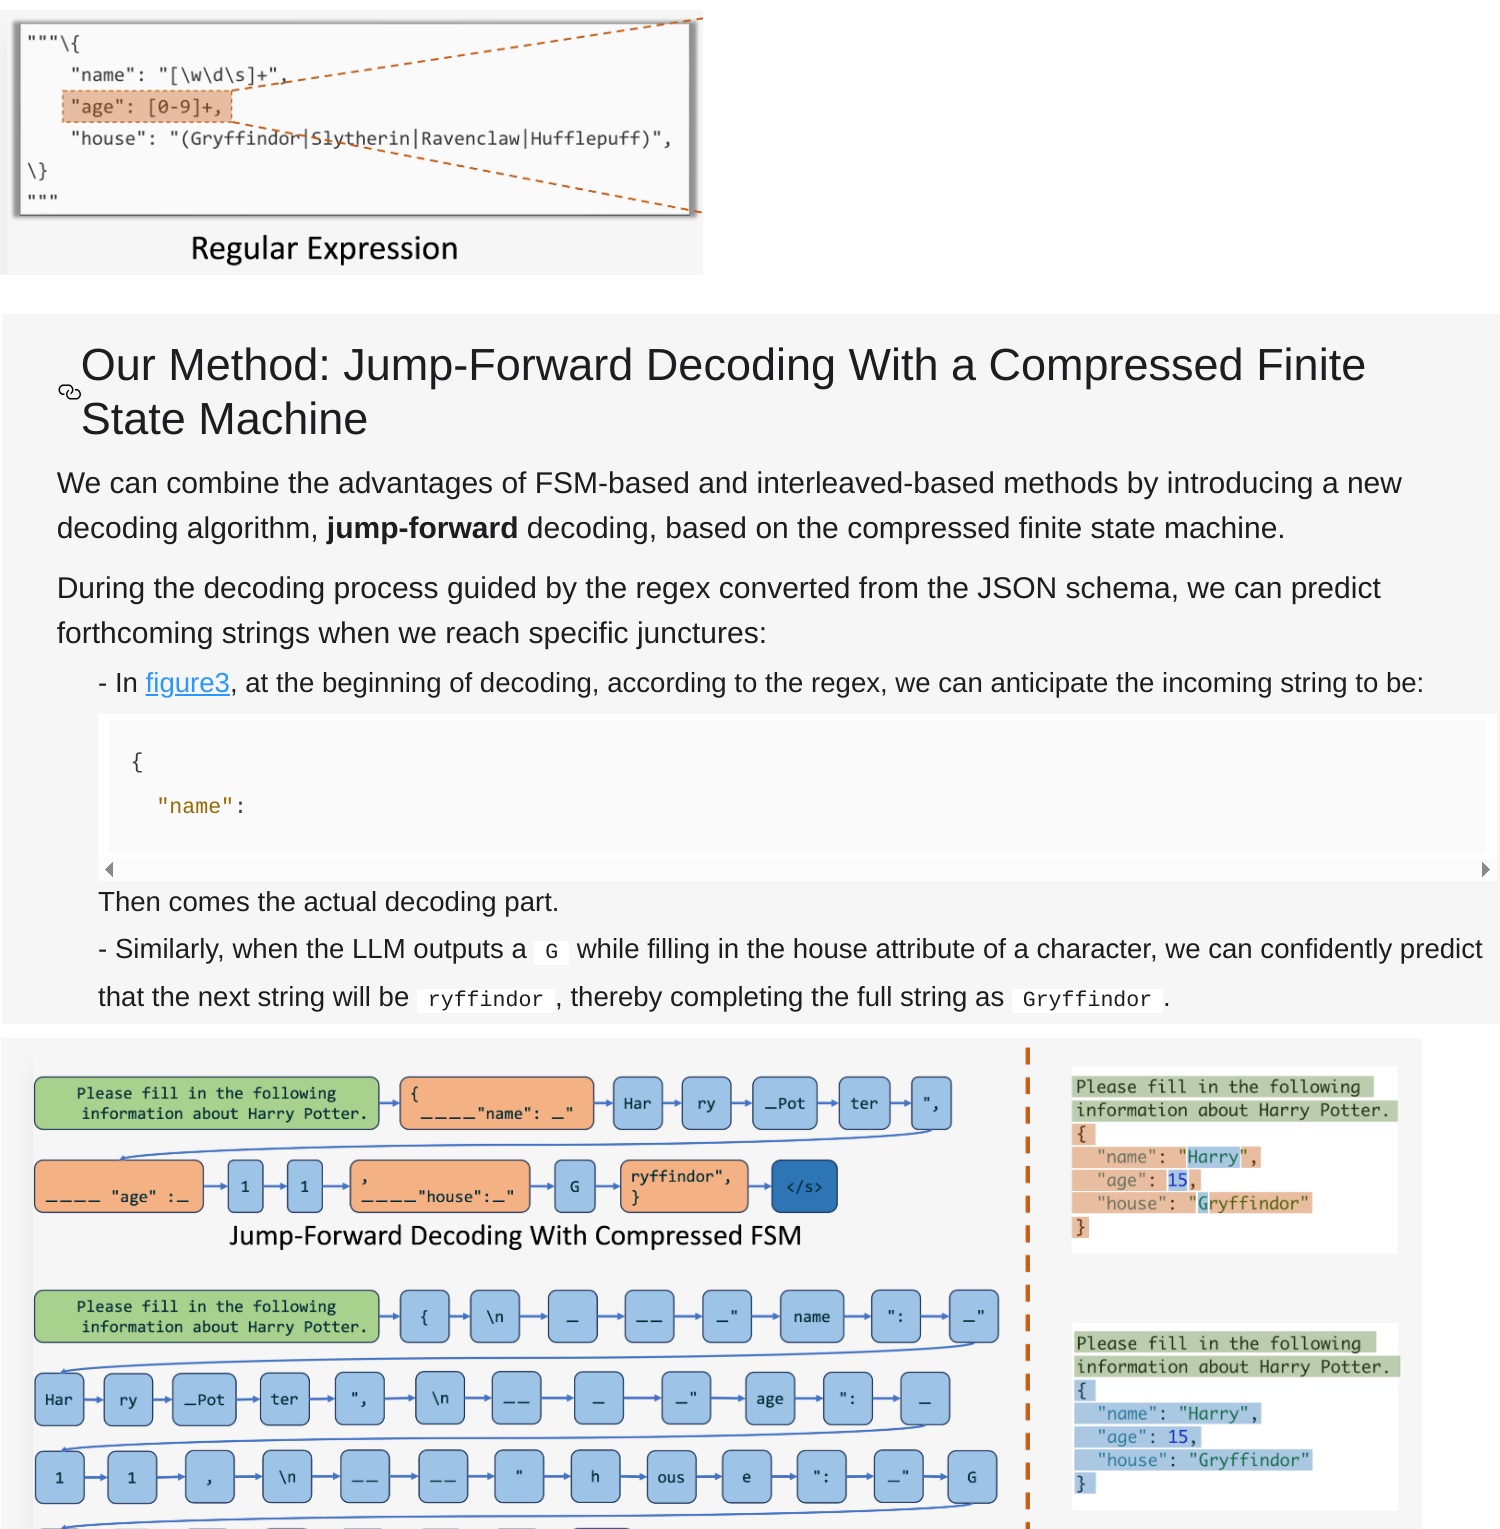 """\{
"name": "[\w\d\s]+",
"age": [0-9]+,
"house": "(Gryffindor|Slytherin|Ravenclaw|Hufflepuff)",
\}
"""
Regular Expression
Our Method: Jump-Forward Decoding With a Compressed Finite
State Machine
We can combine the advantages of FSM-based and interleaved-based methods by introducing a new
decoding algorithm, jump-forward decoding, based on the compressed finite state machine.
During the decoding process guided by the regex converted from the JSON schema, we can predict
forthcoming strings when we reach specific junctures:
- In figure3, at the beginning of decoding, according to the regex, we can anticipate the incoming string to be:
{
"name":
Then comes the actual decoding part.
- Similarly, when the LLM outputs a G while filling in the house attribute of a character, we can confidently predict
that the next string will be ryffindor, thereby completing the full string as Gryffindor.
Please fill in the following
information about Harry Potter.
{
____"name": _"
Har ry _Pot ter ",
____ "age" :_
1 1
,
____"house":_"
G
ryffindor",
}
</s>
Jump-Forward Decoding With Compressed FSM
Please fill in the following
information about Harry Potter.
{ \n _ __ _" name ": _"
Har ry _Pot ter ", \n __ _ _" age ": _
1 1 , \n __ __ " h ous e ": _" G
Please fill in the following
information about Harry Potter.
{
"name": "Harry",
"age": 15,
"house": "Gryffindor"
}
Please fill in the following
information about Harry Potter.
{
"name": "Harry",
"age": 15,
"house": "Gryffindor"
}